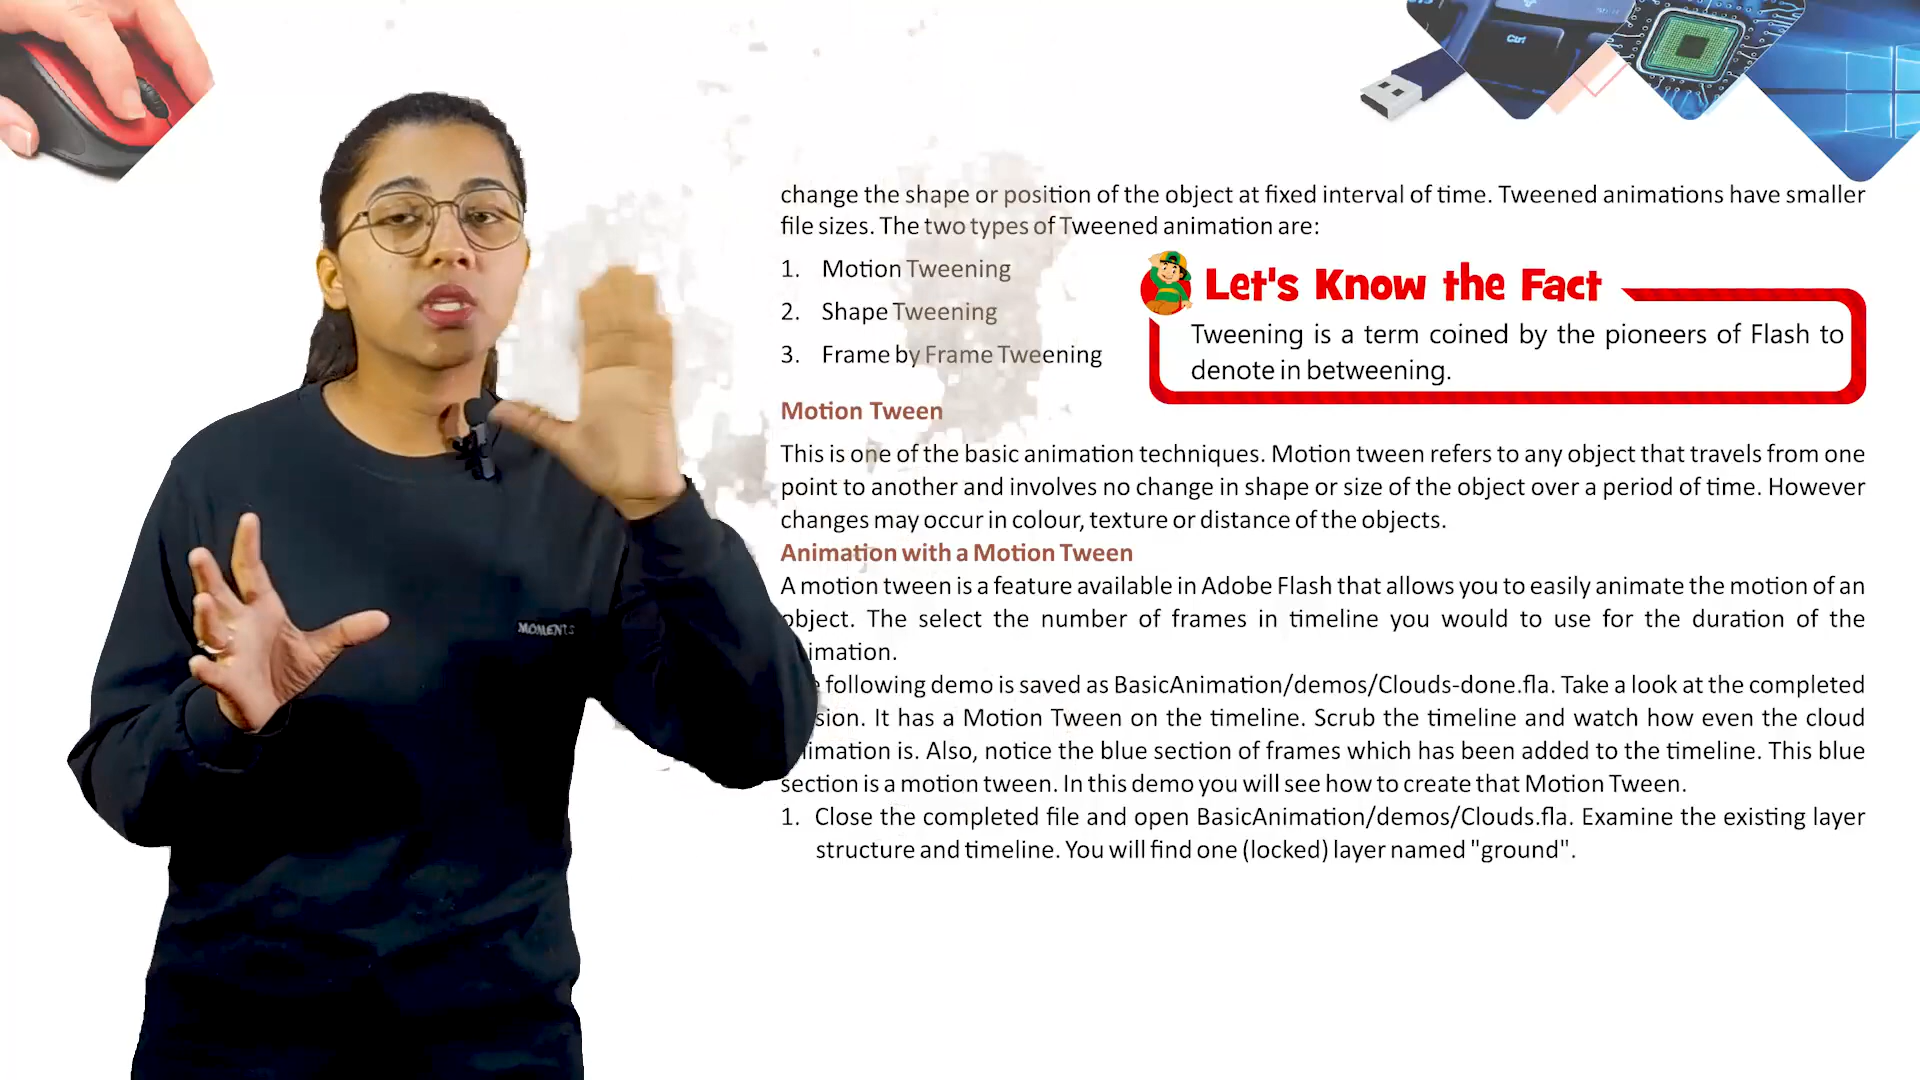 Ctrl
change the shape or position of the object at fixed interval of time. Tweened animations have smaller
file sizes. The two types of Tweened animation are:
1. Motion Tweening
2. Shape Tweening
3. Frame by Frame Tweening
Let's Know the Fact
Tweening is a term coined by the pioneers of Flash to
denote in betweening.
Motion Tween
This is one of the basic animation techniques. Motion tween refers to any object that travels from one
point to another and involves no change in shape or size of the object over a period of time. However
changes may occur in colour, texture or distance of the objects.
Animation with a Motion Tween
A motion tween is a feature available in Adobe Flash that allows you to easily animate the motion of an
object. The select the number of frames in timeline you would to use for the duration of the
imation.
following demo is saved as BasicAnimation/demos/Clouds-done.fla. Take a look at the completed
sion. It has a Motion Tween on the timeline. Scrub the timeline and watch how even the cloud
imation is. Also, notice the blue section of frames which has been added to the timeline. This blue
section is a motion tween. In this demo you will see how to create that Motion Tween.
1. Close the completed file and open BasicAnimation/demos/Clouds.fla. Examine the existing layer
structure and timeline. You will find one (locked) layer named "ground".
MOMENTS